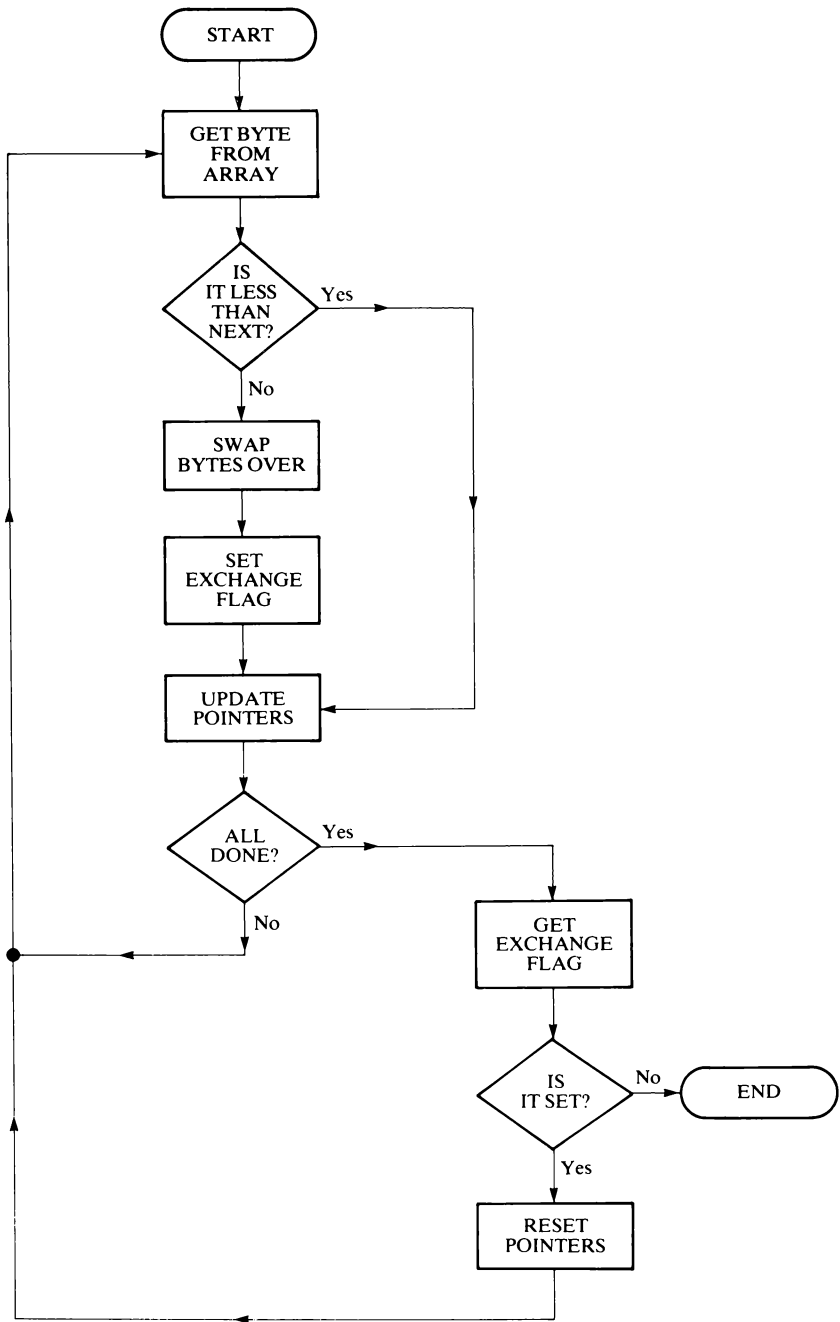 START
GET BYTE
FROM
ARRAY
IS
IT LESS
THAN
NEXT?
Yes
No
SWAP
BYTES OVER
SET
EXCHANGE
FLAG
UPDATE
POINTERS
ALL
DONE?
Yes
No
GET
EXCHANGE
FLAG
IS
IT SET?
No
END
Yes
RESET
POINTERS